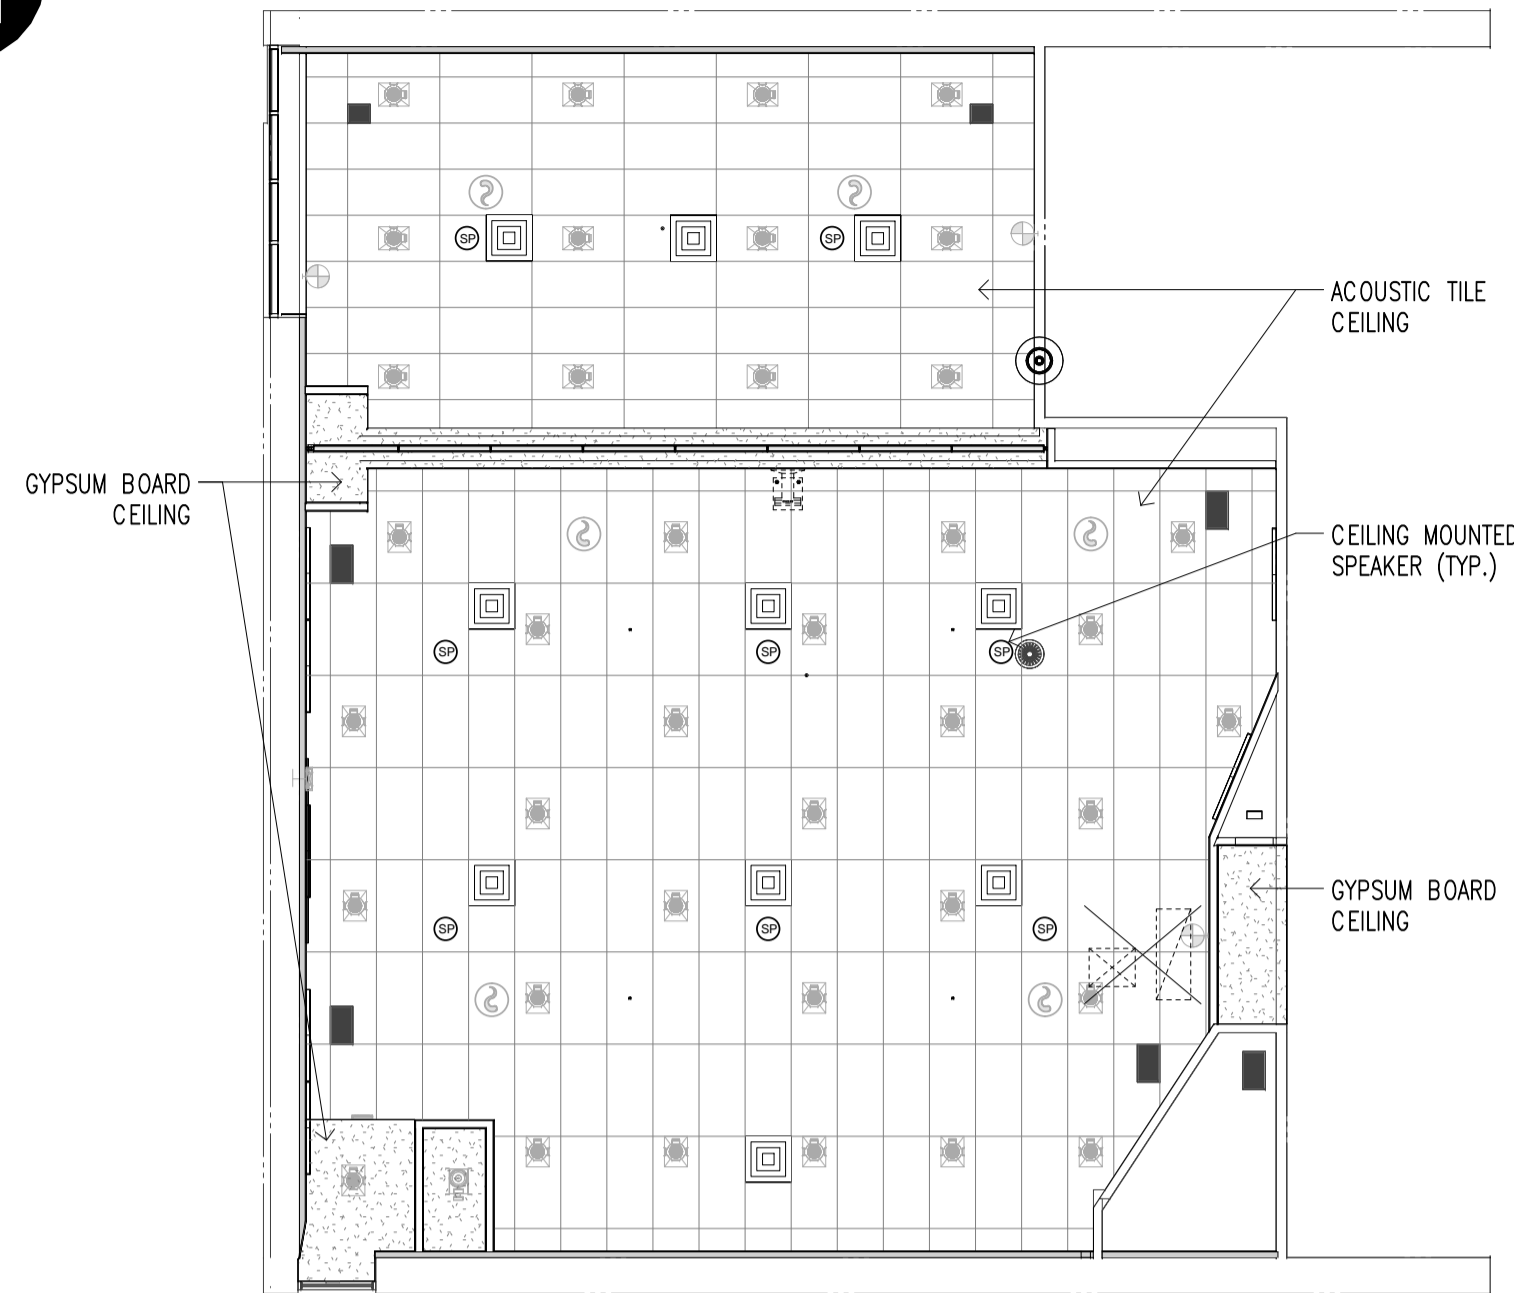 SP
SP
ACOUSTIC TILE
CEILING
GYPSUM BOARD
CEILING
CEILING MOUNTED
SPEAKER (TYP.)
SP
SP
SP
GYPSUM BOARD
CEILING
SP
SP
SP